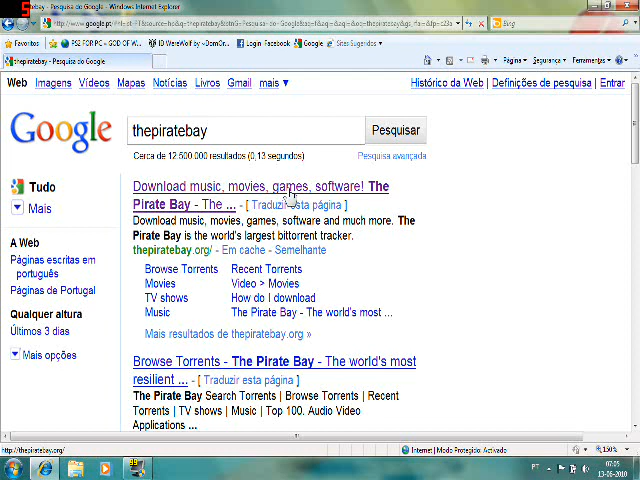 thepiratebay - Pesquisa do Google - Windows Internet Explorer
Bing
Favoritos PS2 FOR PC » GOD OF W... ID WereWolf by »DomOr... Login Facebook Google Sites Sugeridos
thepiratebay - Pesquisa do Google
Página Segurança Ferramentas
Web Imagens Vídeos Mapas Notícias Livros Gmail mais ▼
Histórico da Web | Definições de pesquisa | Entrar
Google
thepiratebay
Pesquisar
Cerca de 12 500.000 resultados (0,13 segundos)
Pesquisa avançada
Tudo
Mais
A Web
Páginas escritas em
português
Páginas de Portugal
Qualquer altura
Últimos 3 dias
Mais opções
Download music, movies, games, software! The
Pirate Bay - The ... - [ Traduzir esta página ]
Download music, movies, games, software and much more. The
Pirate Bay is the world's largest bittorrent tracker.
thepiratebay.org/ - Em cache - Semelhante
Browse Torrents Recent Torrents
Movies Video > Movies
TV shows How do I download
Music The Pirate Bay - The world's most ...
Mais resultados de thepiratebay.org »
Browse Torrents - The Pirate Bay - The world's most
resilient ... - [ Traduzir esta página ]
The Pirate Bay Search Torrents | Browse Torrents | Recent
Torrents | TV shows | Music | Top 100. Audio Video
Applications ...
http://thepiratebay.org/
Internet | Modo Protegido: Activado
150%
PT
07:05
13-06-2010